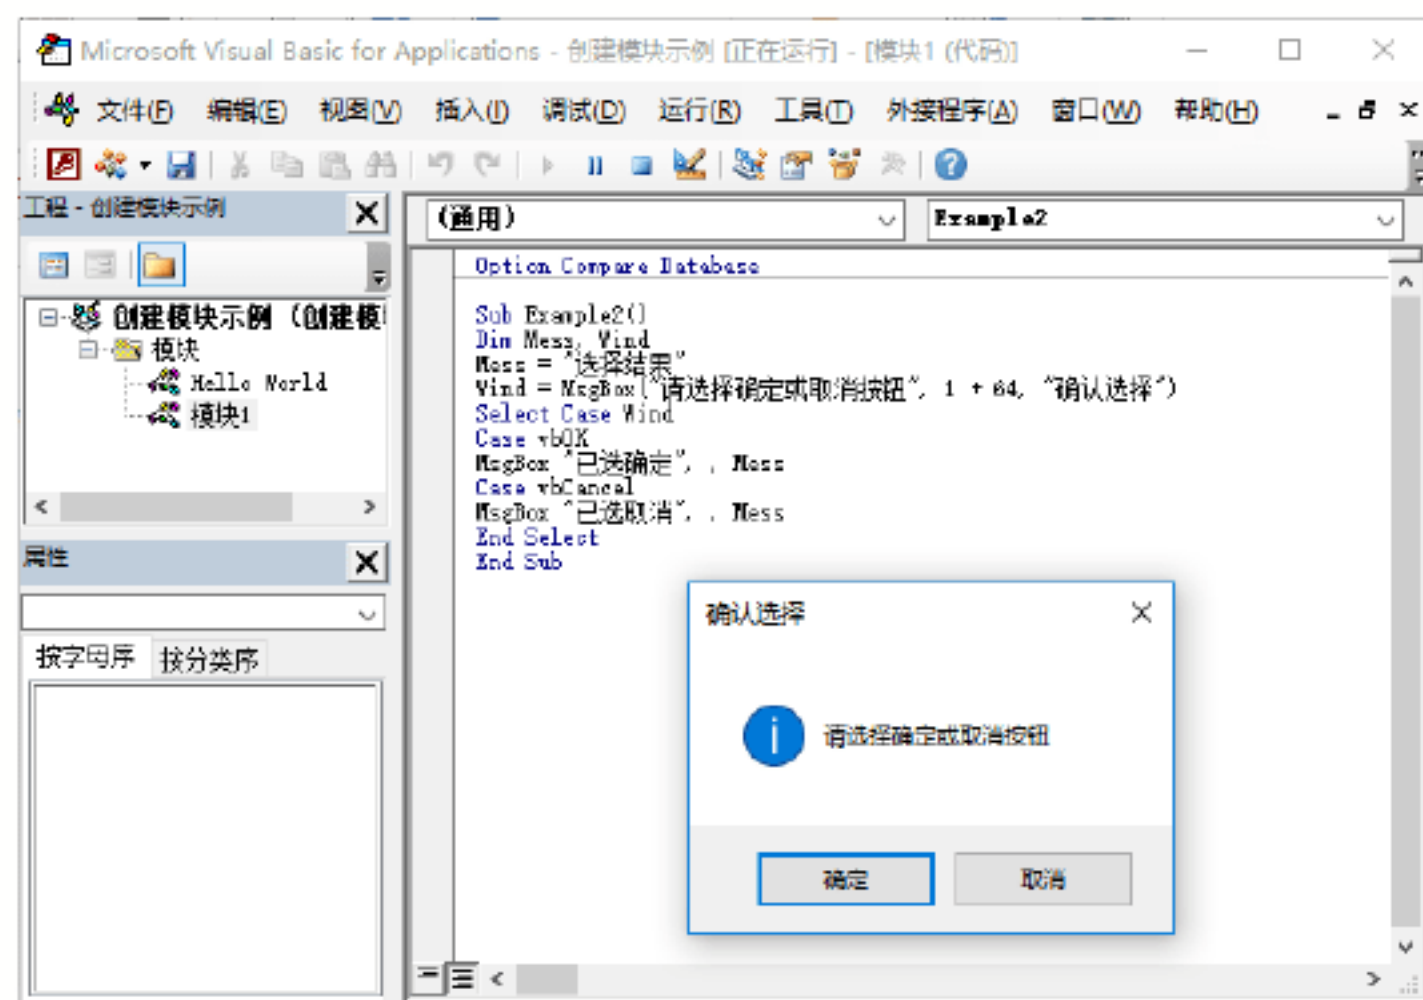 Microsoft Visual Basic for Applications - 创建模块示例 [正在运行] - [模块1 (代码)]
文件(F) 编辑(E) 视图(V) 插入(I) 调试(D) 运行(R) 工具(T) 外接程序(A) 窗口(W) 帮助(H)
工程 - 创建模块示例
(通用)
Example2
创建模块示例 (创建模
模块
Hello World
模块1
属性
按字母序 按分类序
Option Compare Database
Sub Example2()
Dim Mess, Wind
Mess = "选择结果"
Wind = MsgBox("请选择确定或取消按钮", 1 + 64, "确认选择")
Select Case Wind
Case vbOK
MsgBox "已选确定", , Mess
Case vbCancel
MsgBox "已选取消", , Mess
End Select
End Sub
确认选择
请选择确定或取消按钮
确定 取消